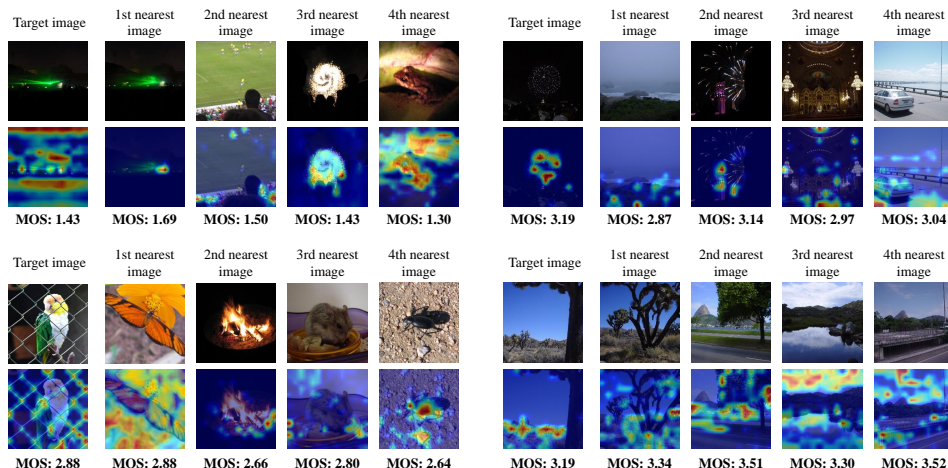 Target image
1st nearest
image
2nd nearest
image
3rd nearest
image
4th nearest
image
MOS: 1.43
MOS: 1.69
MOS: 1.50
MOS: 1.43
MOS: 1.30
Target image
1st nearest
image
2nd nearest
image
3rd nearest
image
4th nearest
image
MOS: 3.19
MOS: 2.87
MOS: 3.14
MOS: 2.97
MOS: 3.04
Target image
1st nearest
image
2nd nearest
image
3rd nearest
image
4th nearest
image
MOS: 2.88
MOS: 2.88
MOS: 2.66
MOS: 2.80
MOS: 2.64
Target image
1st nearest
image
2nd nearest
image
3rd nearest
image
4th nearest
image
MOS: 3.19
MOS: 3.34
MOS: 3.51
MOS: 3.30
MOS: 3.52